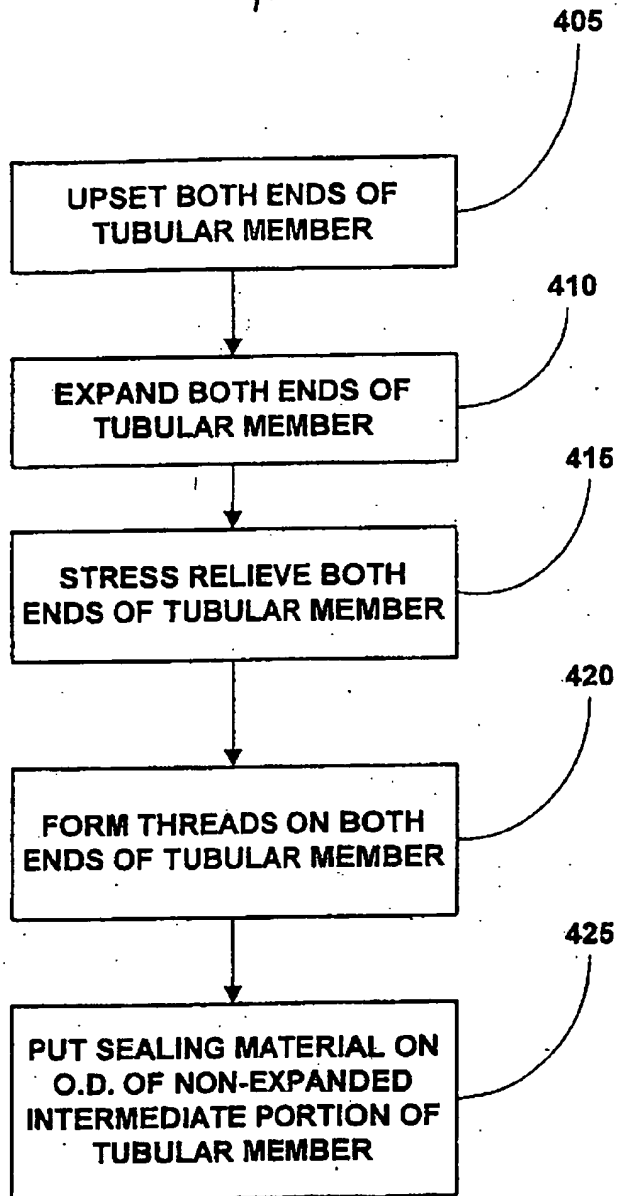 405
UPSET BOTH ENDS OF
TUBULAR MEMBER
410
EXPAND BOTH ENDS OF
TUBULAR MEMBER
415
STRESS RELIEVE BOTH
ENDS OF TUBULAR MEMBER
420
FORM THREADS ON BOTH
ENDS OF TUBULAR MEMBER
425
PUT SEALING MATERIAL ON
O.D. OF NON-EXPANDED
INTERMEDIATE PORTION OF
TUBULAR MEMBER